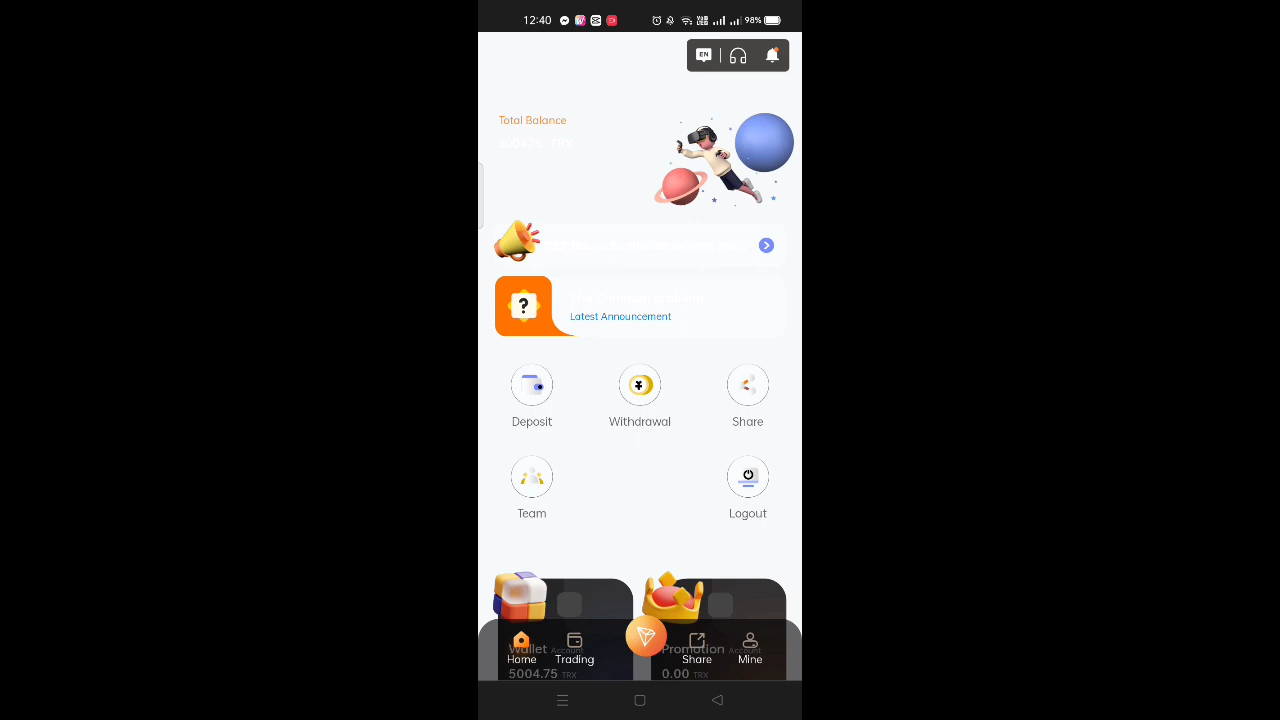 12:40
98%
EN
Total Balance
5004.75 TRX
Latest Announcement
Deposit
Withdrawal
Share
Team
Logout
Wallet Account
Promotion Account
Home
Trading
Share
Mine
5004.75 TRX
0.00 TRX